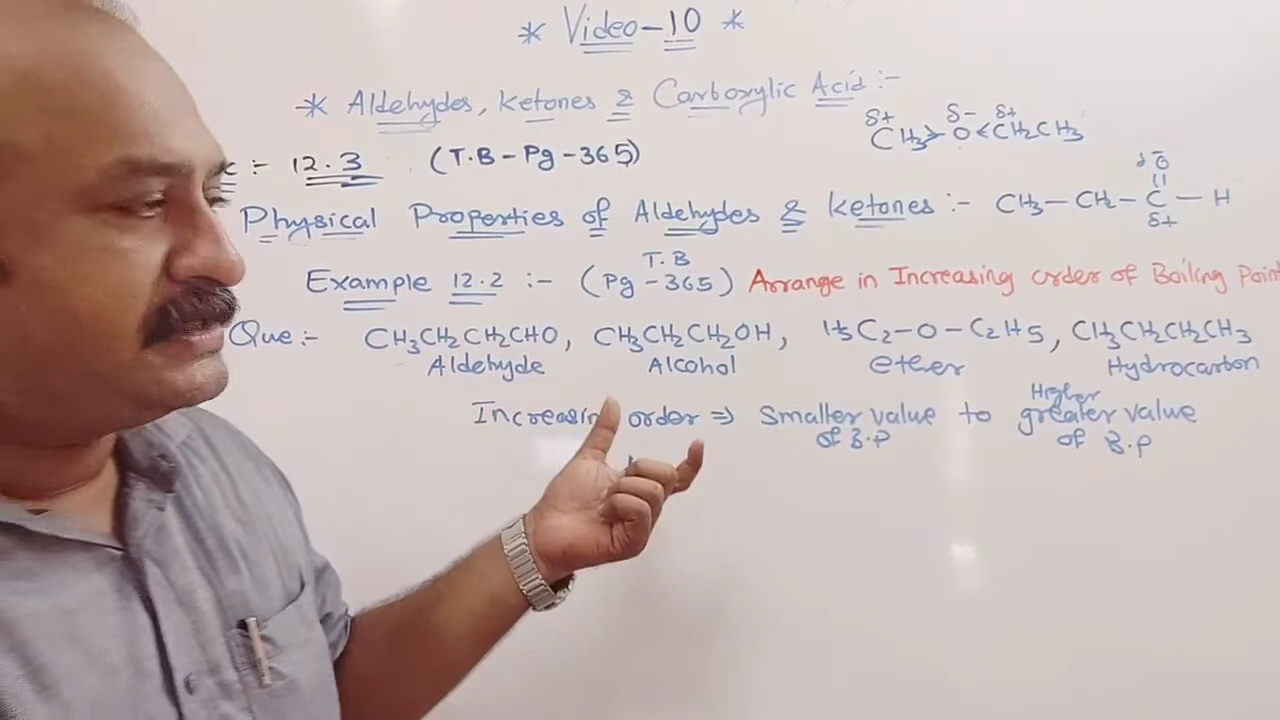 * Video-10 *
* Aldehydes, Ketones & Carboxylic Acid :-
δ+ δ- δ+
CH3>O<CH2CH3
:- 12.3 (T.B-Pg-365)
Physical Properties of Aldehydes & Ketones :- CH3-CH2-C-H
O
δ+
T.B
Example 12.2 :- (Pg-365) Arrange in Increasing order of Boiling Point
Que :- CH3CH2CH2CHO, CH3CH2CH2OH, H5C2-O-C2H5, CH3CH2CH2CH3
Aldehyde Alcohol ether Hydrocarbon
Higher
Increasing order ⇒ Smaller value to greater value
of B.P of B.P